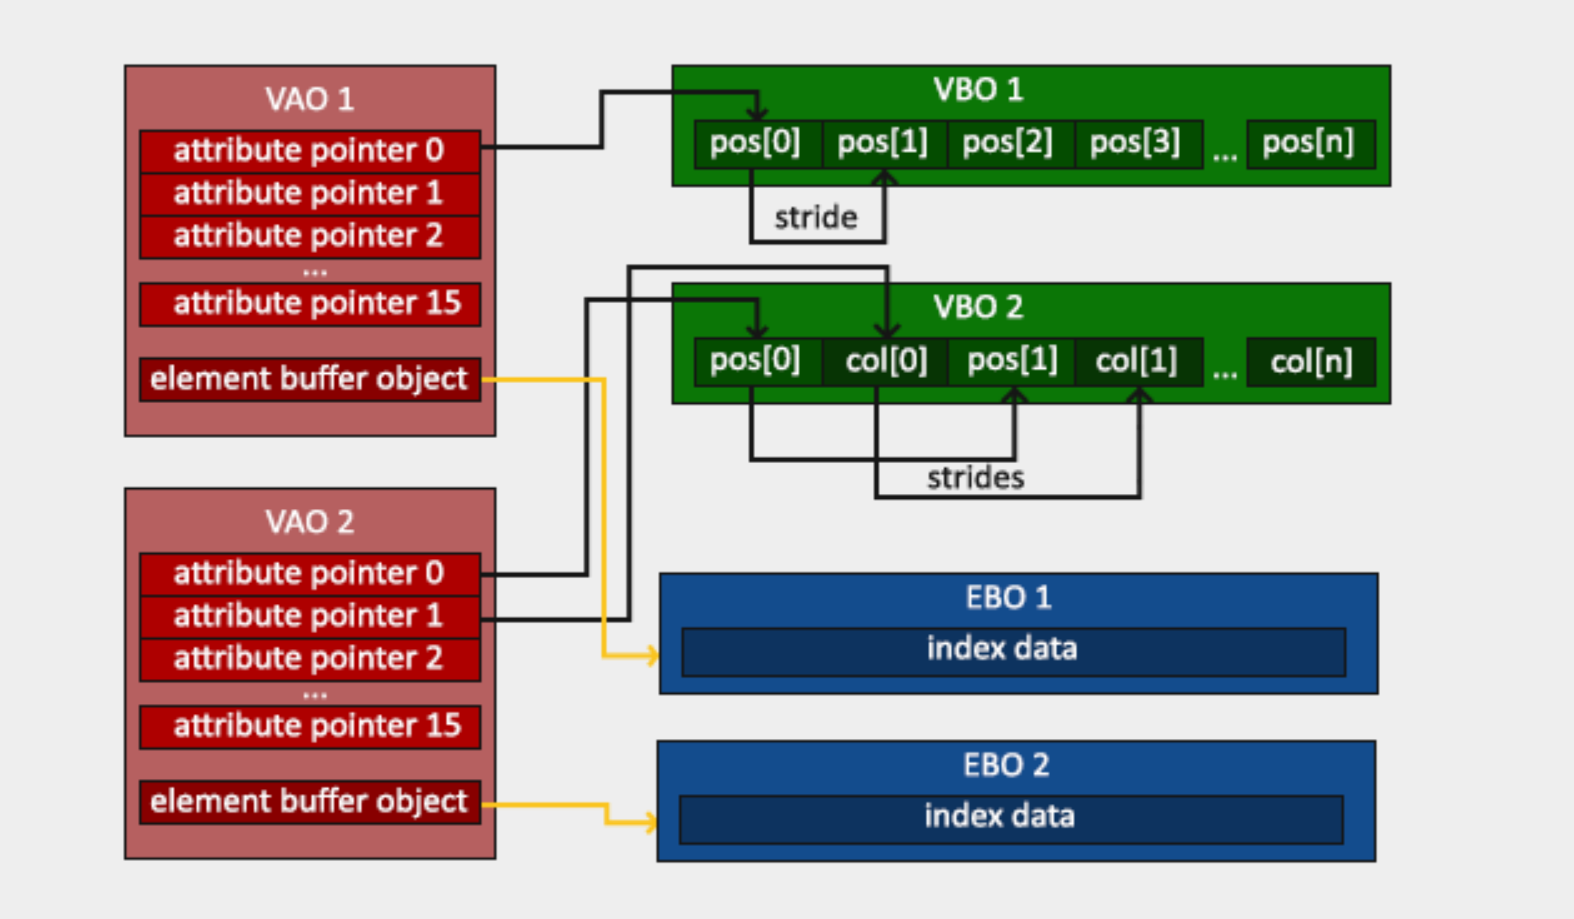 VAO 1
attribute pointer 0
attribute pointer 1
attribute pointer 2
...
attribute pointer 15
element buffer object
VBO 1
pos[0] pos[1] pos[2] pos[3] ... pos[n]
stride
VBO 2
pos[0] col[0] pos[1] col[1] ... col[n]
strides
VAO 2
attribute pointer 0
attribute pointer 1
attribute pointer 2
...
attribute pointer 15
element buffer object
EBO 1
index data
EBO 2
index data